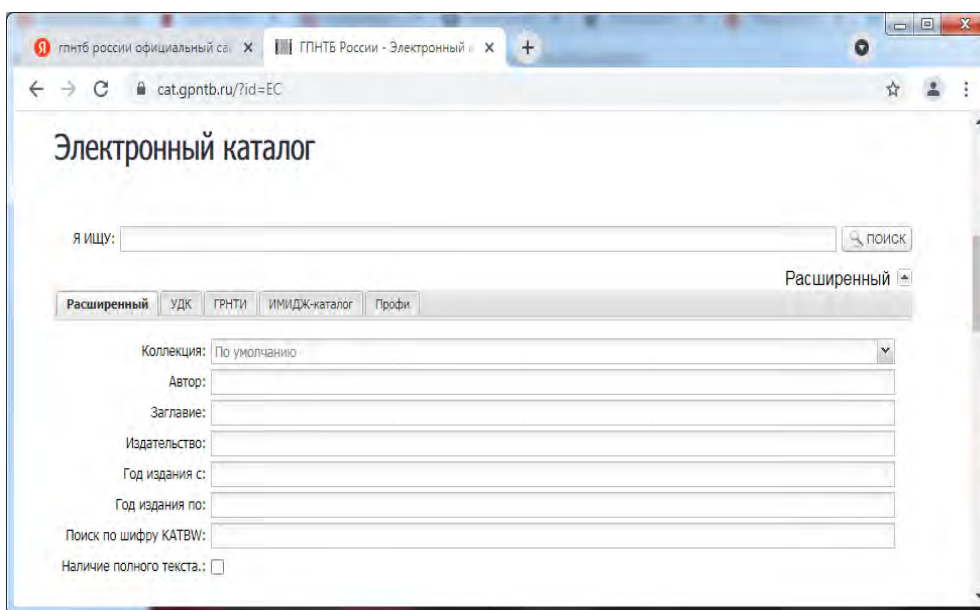 гпнтб россии официальный са
ГПНТБ России - Электронный
cat.gpntb.ru/?id=EC
Электронный каталог
Я ИЩУ:
ПОИСК
Расширенный
Расширенный УДК ГРНТИ ИМИДЖ-каталог Профи
Коллекция: По умолчанию
Автор:
Заглавие:
Издательство:
Год издания с:
Год издания по:
Поиск по шифру KATBW:
Наличие полного текста.: